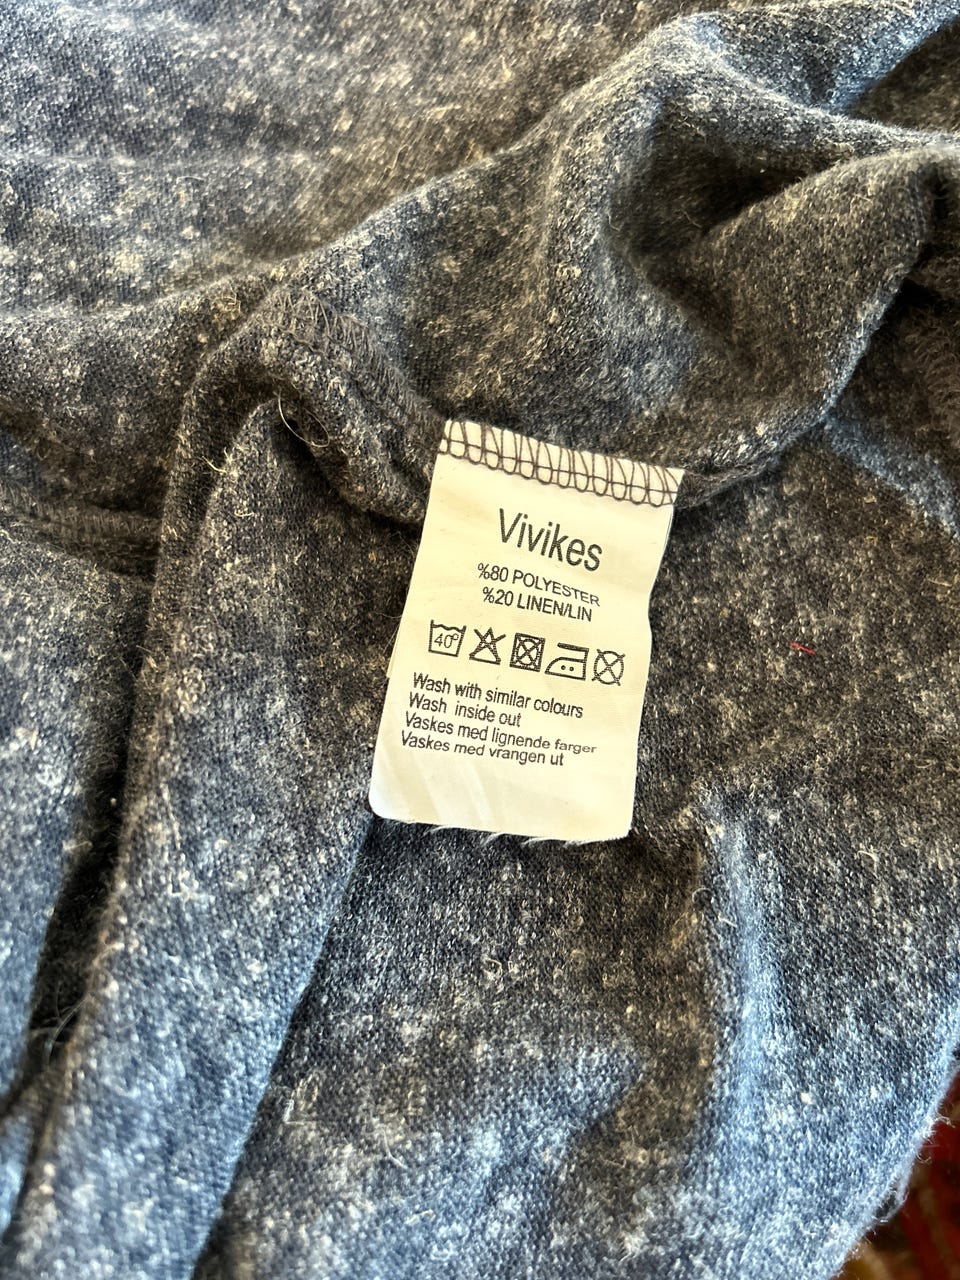 Vivikes
%80 POLYESTER
%20 LINEN/LIN
40°
Wash with similar colours
Wash inside out
Vaskes med lignende farger
Vaskes med vrangen ut